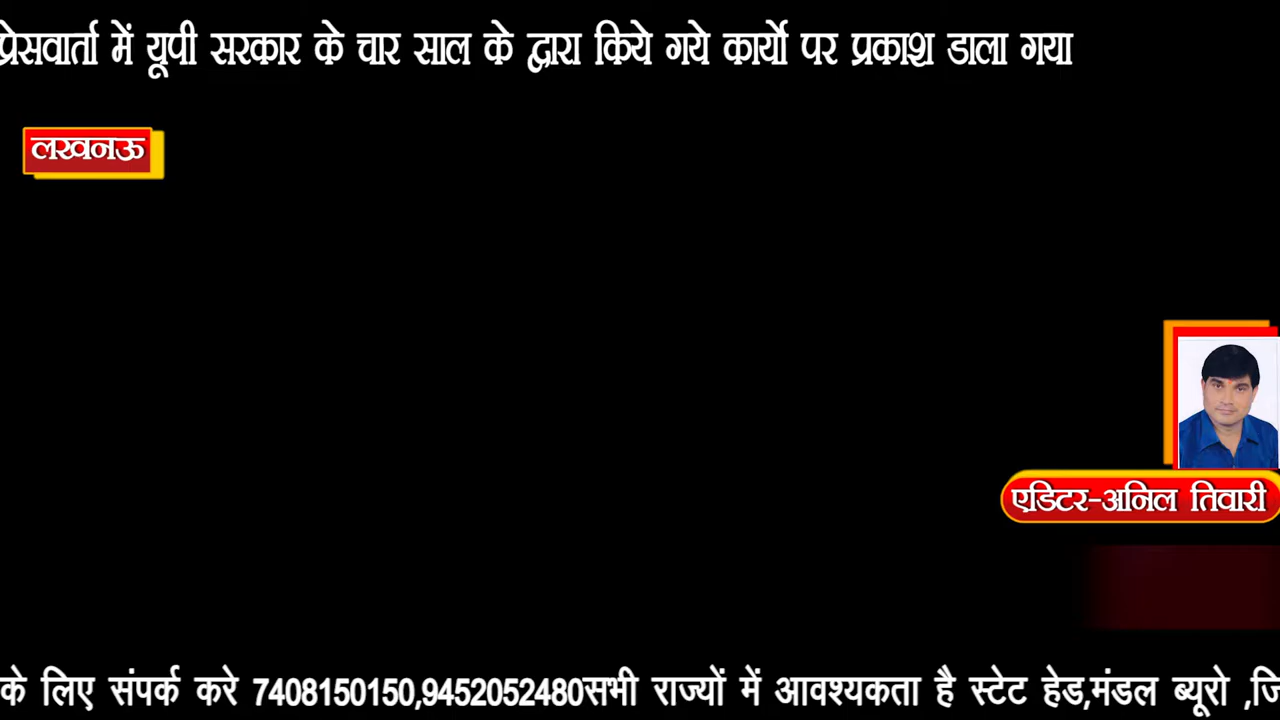 प्रेसवार्ता में यूपी सरकार के चार साल के द्वारा किये गये कार्यो पर प्रकाश डाला गया
लखनऊ
एडिटर-अनिल तिवारी
के लिए संपर्क करे 7408150150,9452052480सभी राज्यों में आवश्यकता है स्टेट हेड,मंडल ब्यूरो ,जि